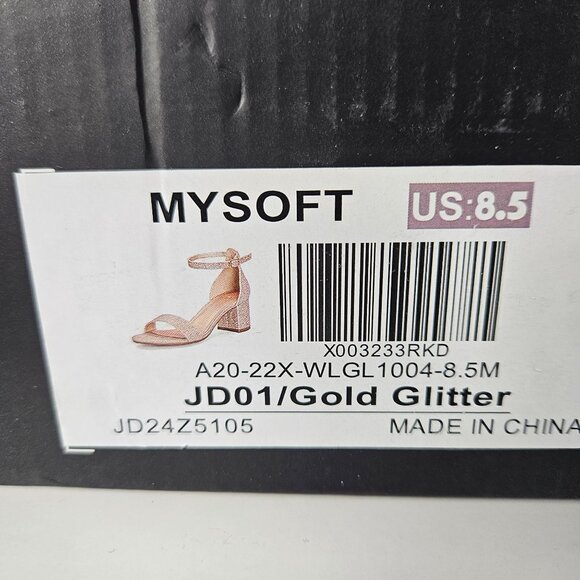 MYSOFT US:8.5
X003233RKD
A20-22X-WLGL1004-8.5M
JD01/Gold Glitter
JD24Z5105 MADE IN CHINA